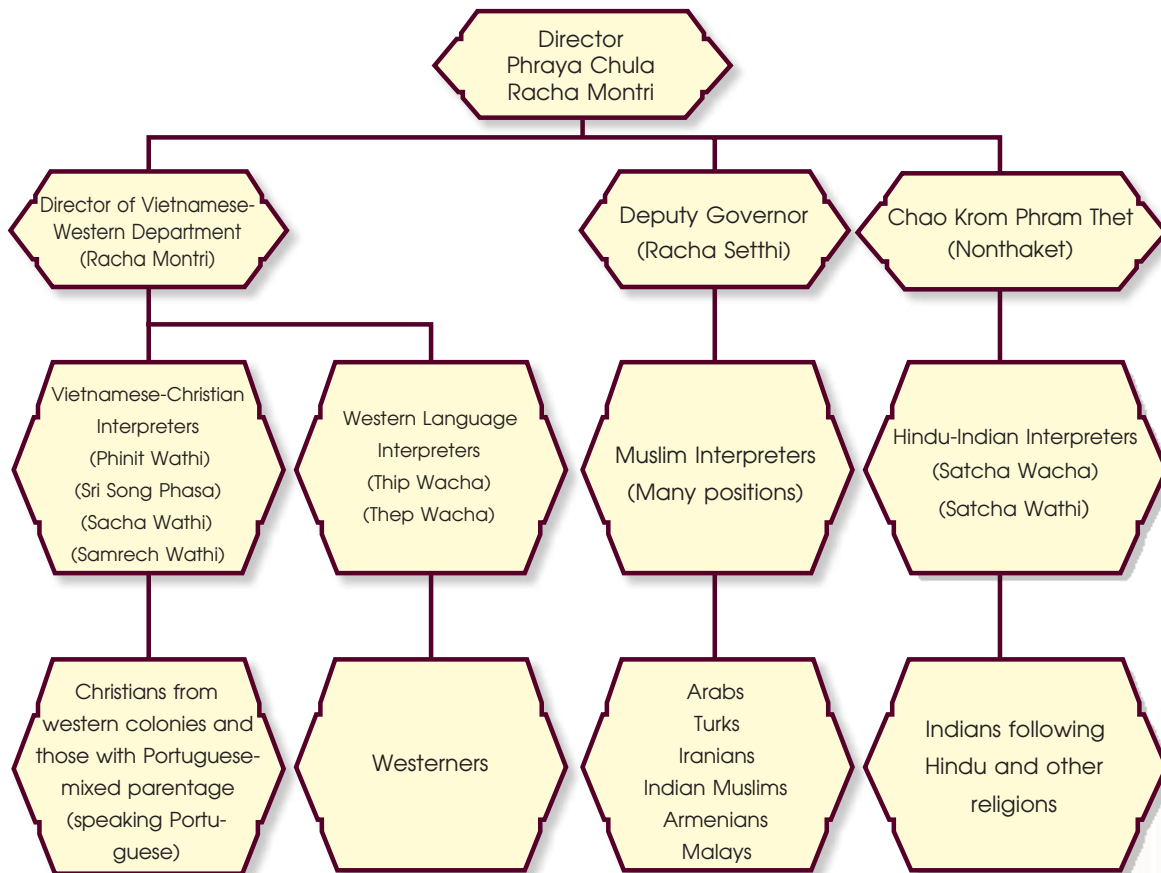 Director
Phraya Chula
Racha Montri
Director of Vietnamese-
Western Department
(Racha Montri)
Deputy Governor
(Racha Setthi)
Chao Krom Phram Thet
(Nonthaket)
Vietnamese-Christian
Interpreters
(Phinit Wathi)
(Sri Song Phasa)
(Sacha Wathi)
(Samrech Wathi)
Western Language
Interpreters
(Thip Wacha)
(Thep Wacha)
Muslim Interpreters
(Many positions)
Hindu-Indian Interpreters
(Satcha Wacha)
(Satcha Wathi)
Christians from
western colonies and
those with Portuguese-
mixed parentage
(speaking Portu-
guese)
Westerners
Arabs
Turks
Iranians
Indian Muslims
Armenians
Malays
Indians following
Hindu and other
religions